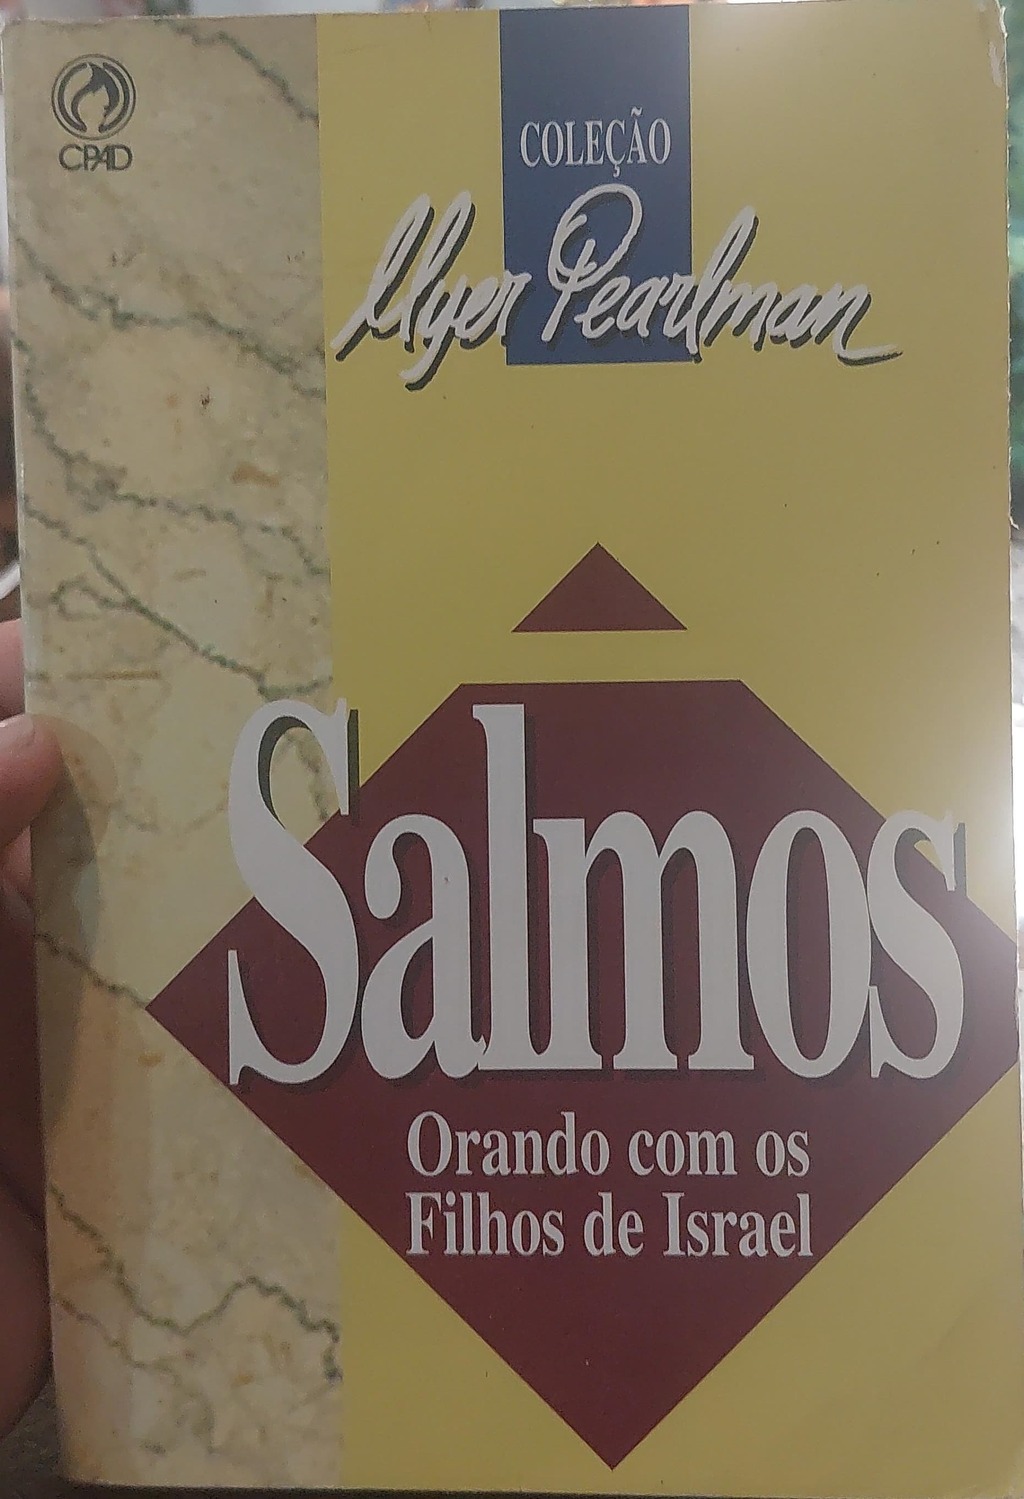 CPAD
COLEÇÃO
Myer Pearlman
Salmos
Orando com os
Filhos de Israel